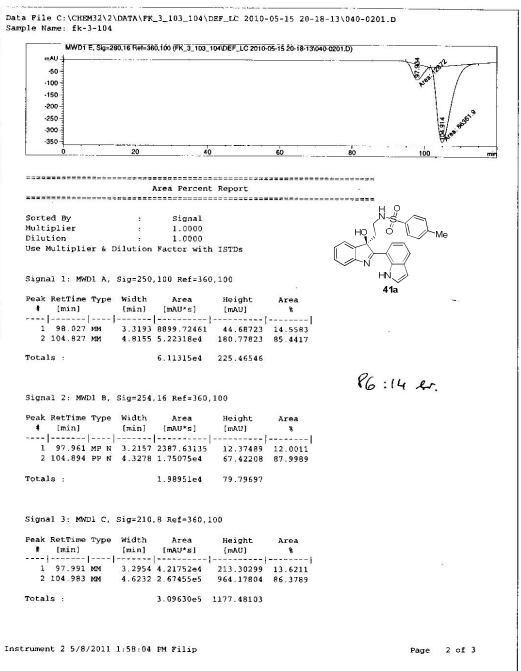 Data File C:\CHEM32\2\DATA\FK_3_103_104\DEF_LC 2010-05-15 20-18-13\040-0201.D
Sample Name: fk-3-104
MWD1 E, Sig=280,16 Ref=360,100 (FK_3_103_104\DEF_LC 2010-05-15 20-18-13\040-0201.D)
mAU
-50
-100
-150
-200
-250
-300
-350
0 20 40 60 80 100 min
97.984
Area: 12872
104.914
Area: 86361.9
Area Percent Report
Sorted By : Signal
Multiplier : 1.0000
Dilution : 1.0000
Use Multiplier & Dilution Factor with ISTDs
HO
H
N
O
S
O
Me
N
HN
41a
Signal 1: MWD1 A, Sig=250,100 Ref=360,100
Peak RetTime Type Width Area Height Area
# [min] [min] [mAU*s] [mAU] %
1 98.027 MM 3.3193 8899.72461 44.68723 14.5583
2 104.827 MM 4.8155 5.22318e4 180.77823 85.4417
Totals : 6.11315e4 225.46546
86:14 er.
Signal 2: MWD1 B, Sig=254,16 Ref=360,100
Peak RetTime Type Width Area Height Area
# [min] [min] [mAU*s] [mAU] %
1 97.961 MP N 3.2157 2387.63135 12.37489 12.0011
2 104.894 PP N 4.3278 1.75075e4 67.42208 87.9989
Totals : 1.98951e4 79.79697
Signal 3: MWD1 C, Sig=210,8 Ref=360,100
Peak RetTime Type Width Area Height Area
# [min] [min] [mAU*s] [mAU] %
1 97.991 MM 3.2954 4.21752e4 213.30299 13.6211
2 104.983 MM 4.6232 2.67455e5 964.17804 86.3789
Totals : 3.09630e5 1177.48103
Instrument 2 5/8/2011 1:58:04 PM Filip Page 2 of 3